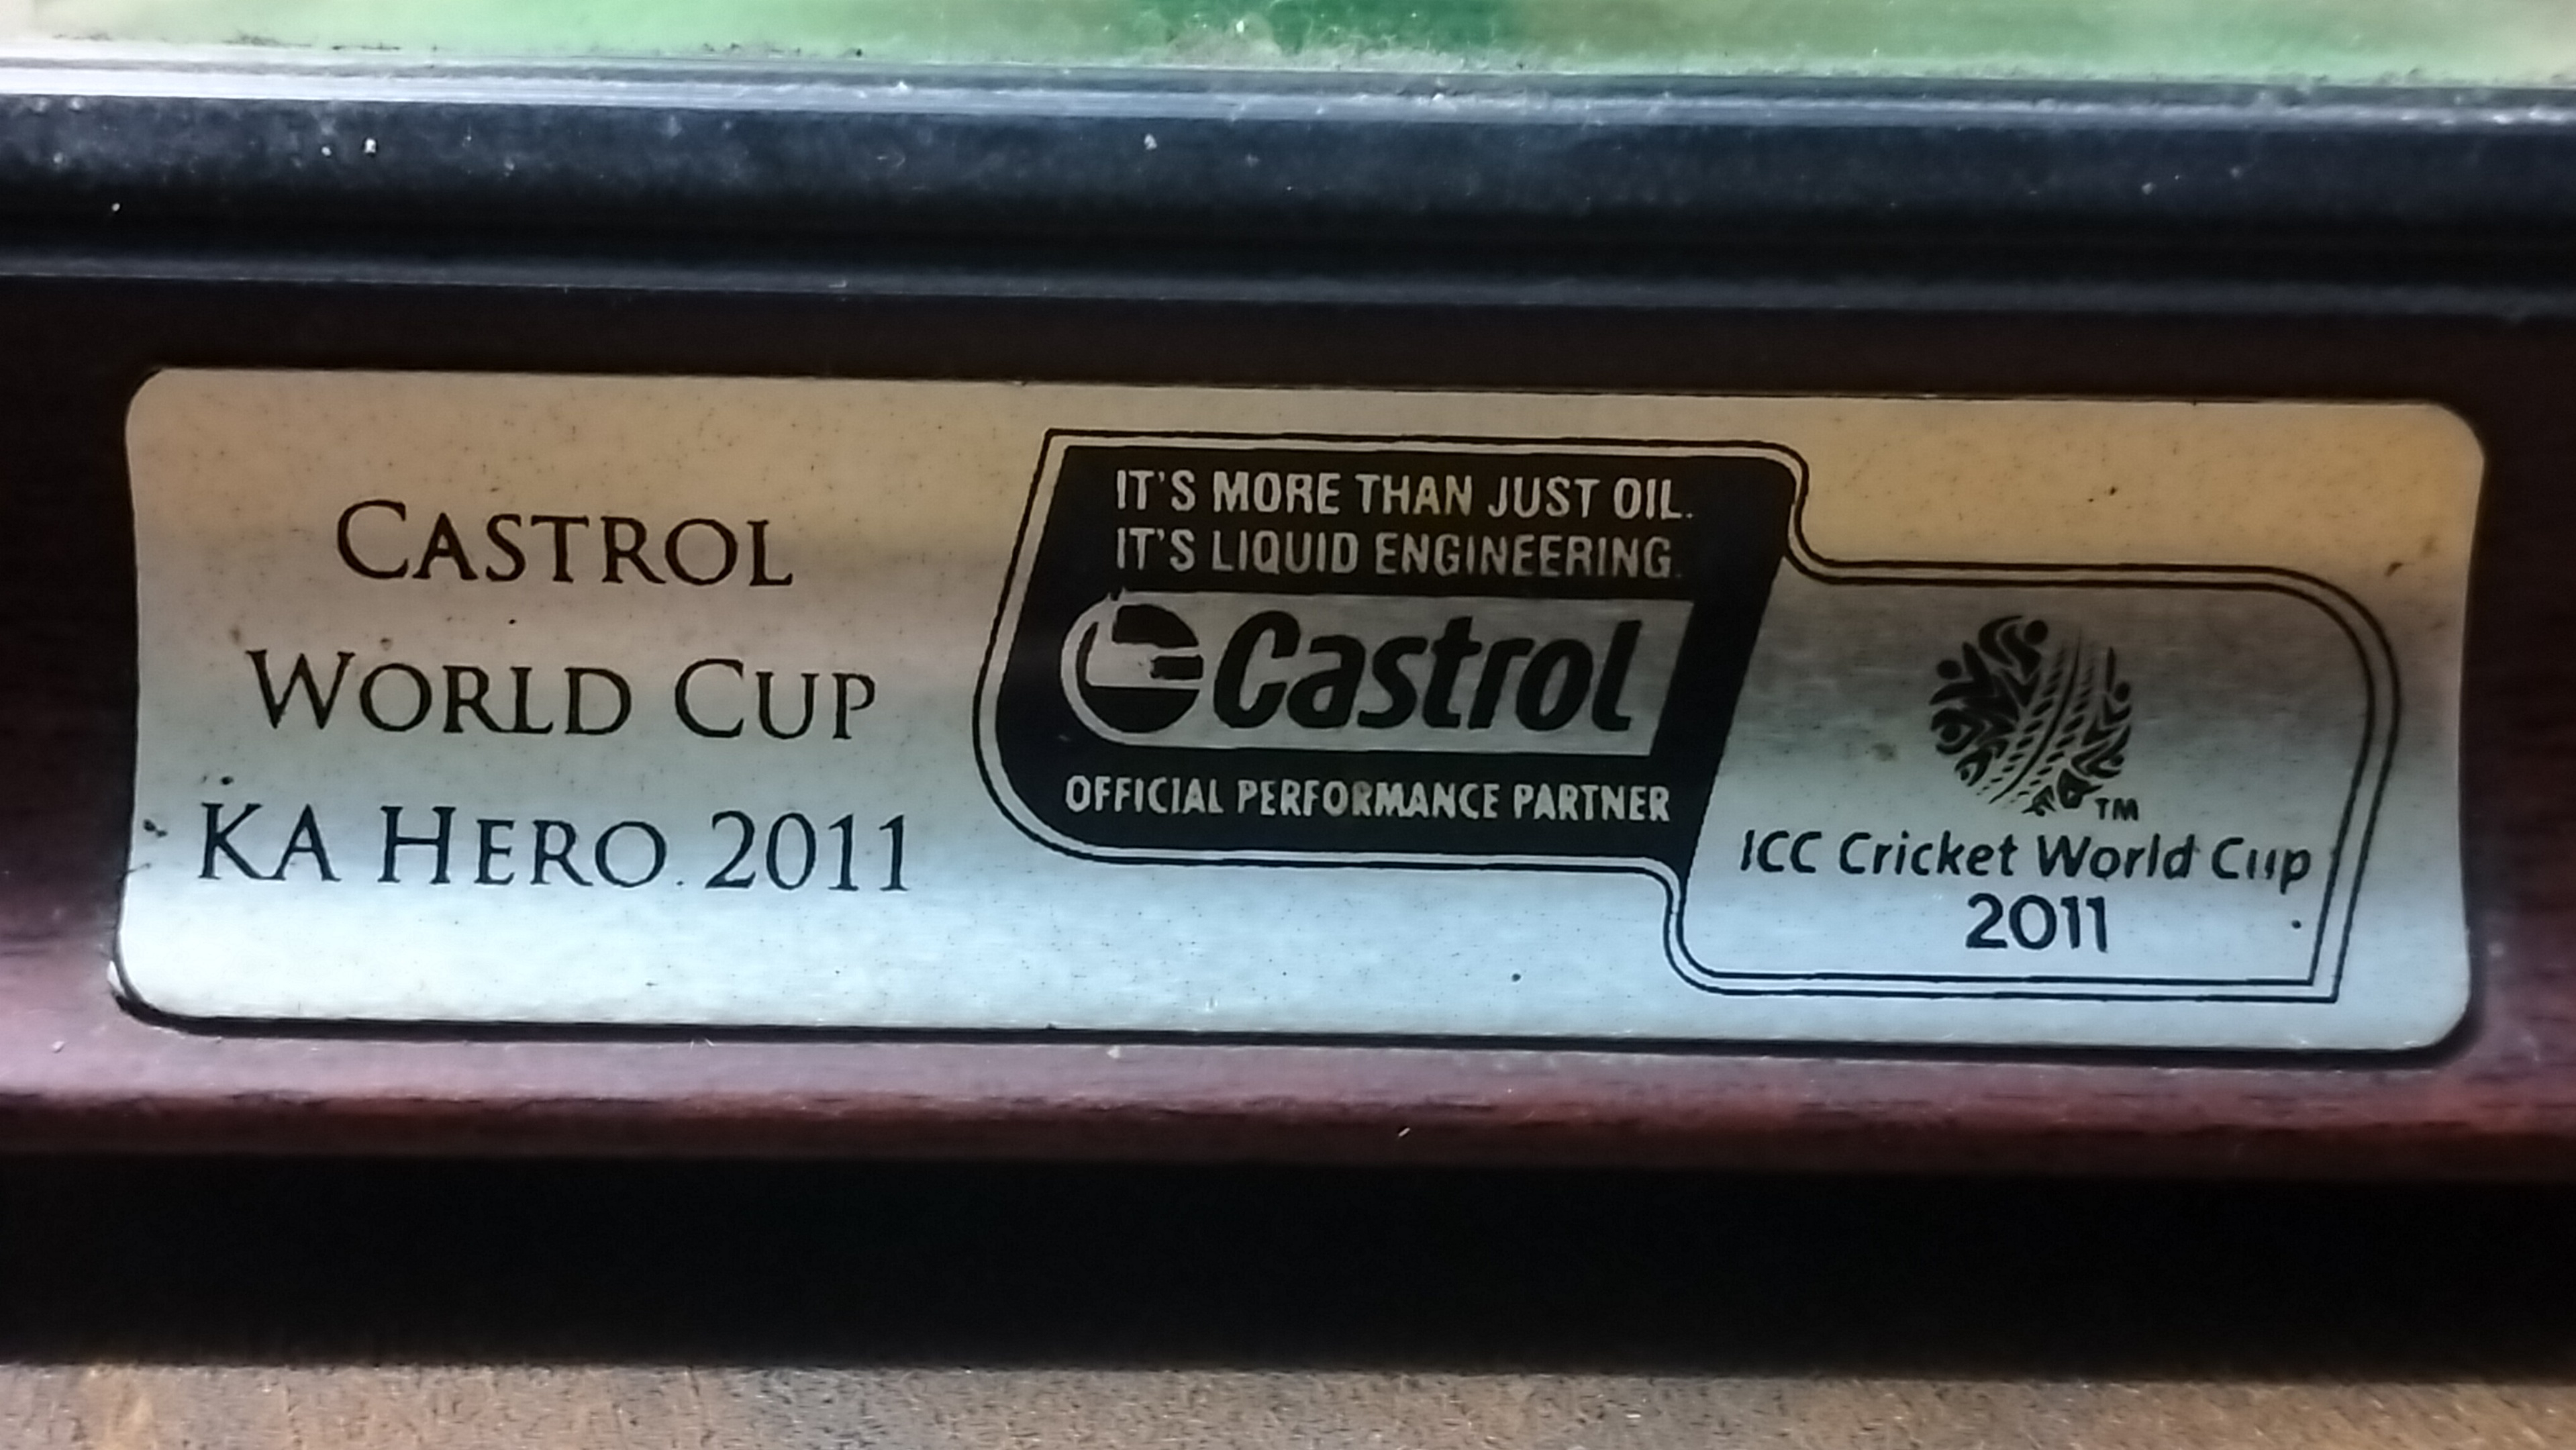 CASTROL
WORLD CUP
KA HERO 2011
IT'S MORE THAN JUST OIL.
IT'S LIQUID ENGINEERING.
Castrol
OFFICIAL PERFORMANCE PARTNER
TM
ICC Cricket World Cup
2011